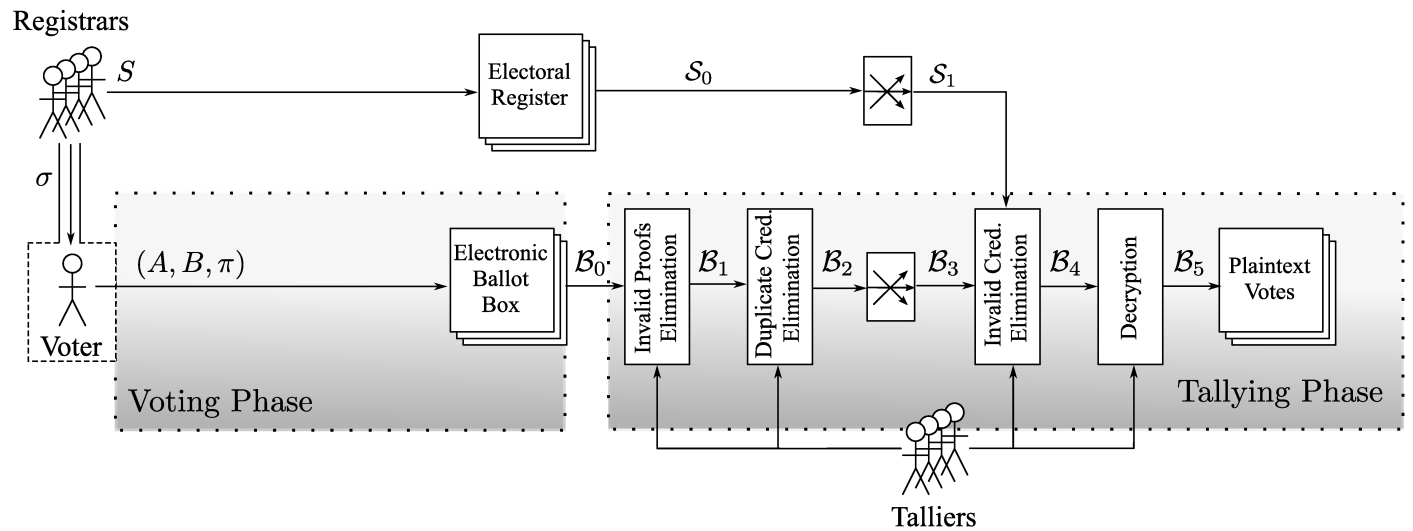 Registrars
S
Electoral
Register
𝒮₀
𝒮₁
σ
(A, B, π)
Electronic
Ballot
Box
ℬ₀
Invalid Proofs
Elimination
ℬ₁
Duplicate Cred.
Elimination
ℬ₂
ℬ₃
Invalid Cred.
Elimination
ℬ₄
Decryption
ℬ₅
Plaintext
Votes
Voter
Voting Phase
Tallying Phase
Talliers